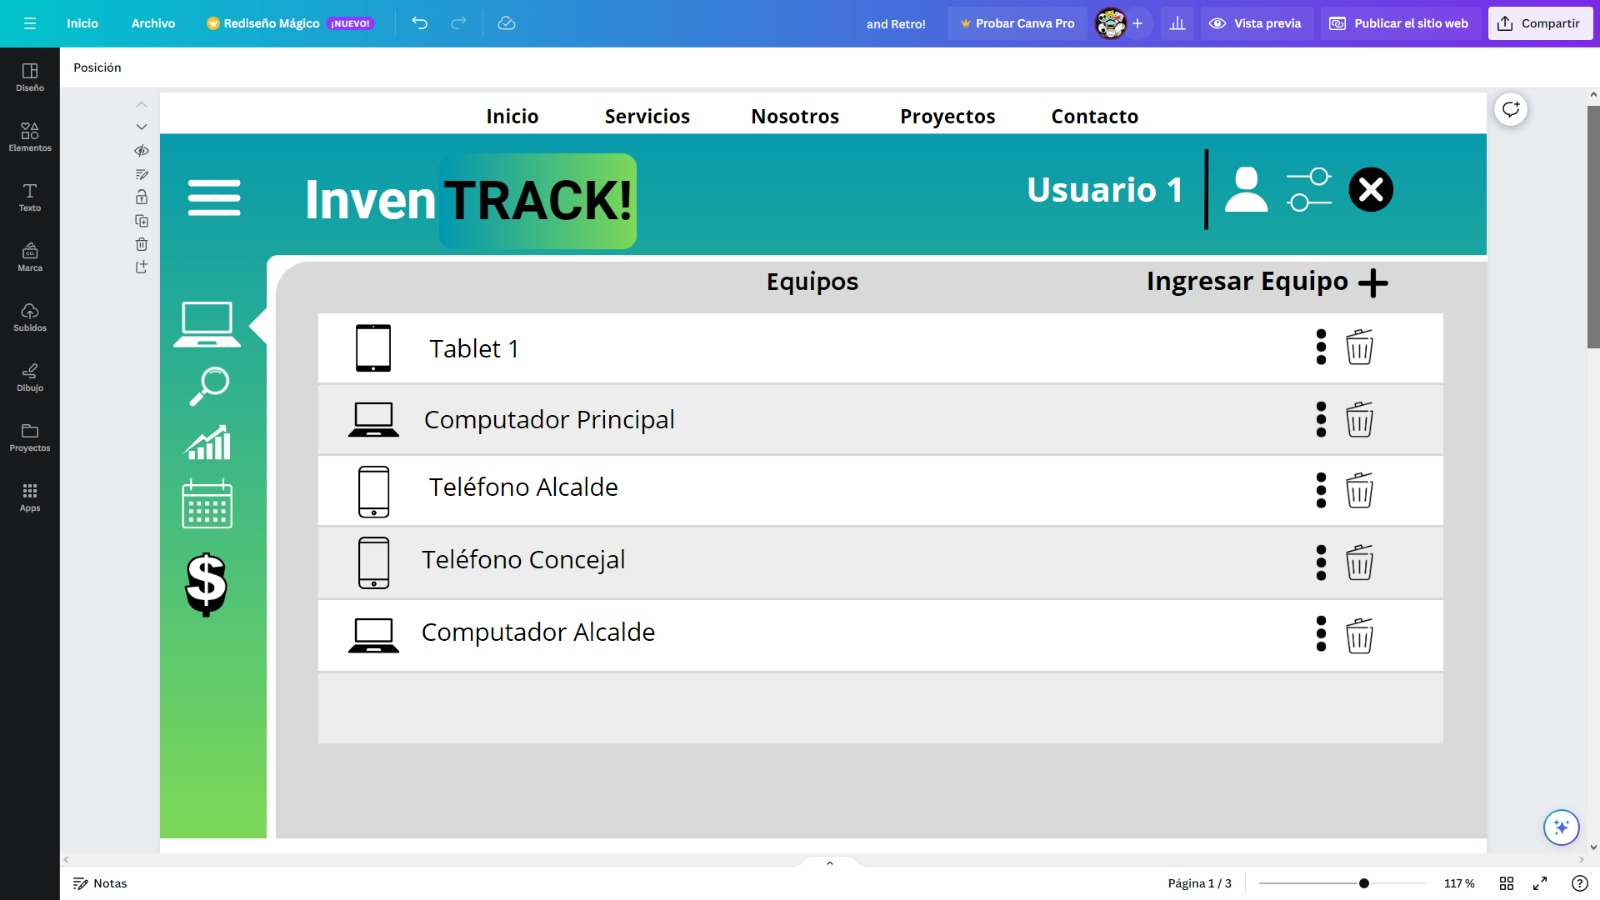 Inicio
Archivo
Rediseño Mágico ¡NUEVO!
and Retro!
Probar Canva Pro
Vista previa
Publicar el sitio web
Compartir
Posición
Diseño
Elementos
Texto
Marca
Subidos
Dibujo
Proyectos
Apps
Inicio Servicios Nosotros Proyectos Contacto
InvenTRACK!
Usuario 1
Equipos
Ingresar Equipo
Tablet 1
Computador Principal
Teléfono Alcalde
Teléfono Concejal
Computador Alcalde
Notas
Página 1 / 3
117 %